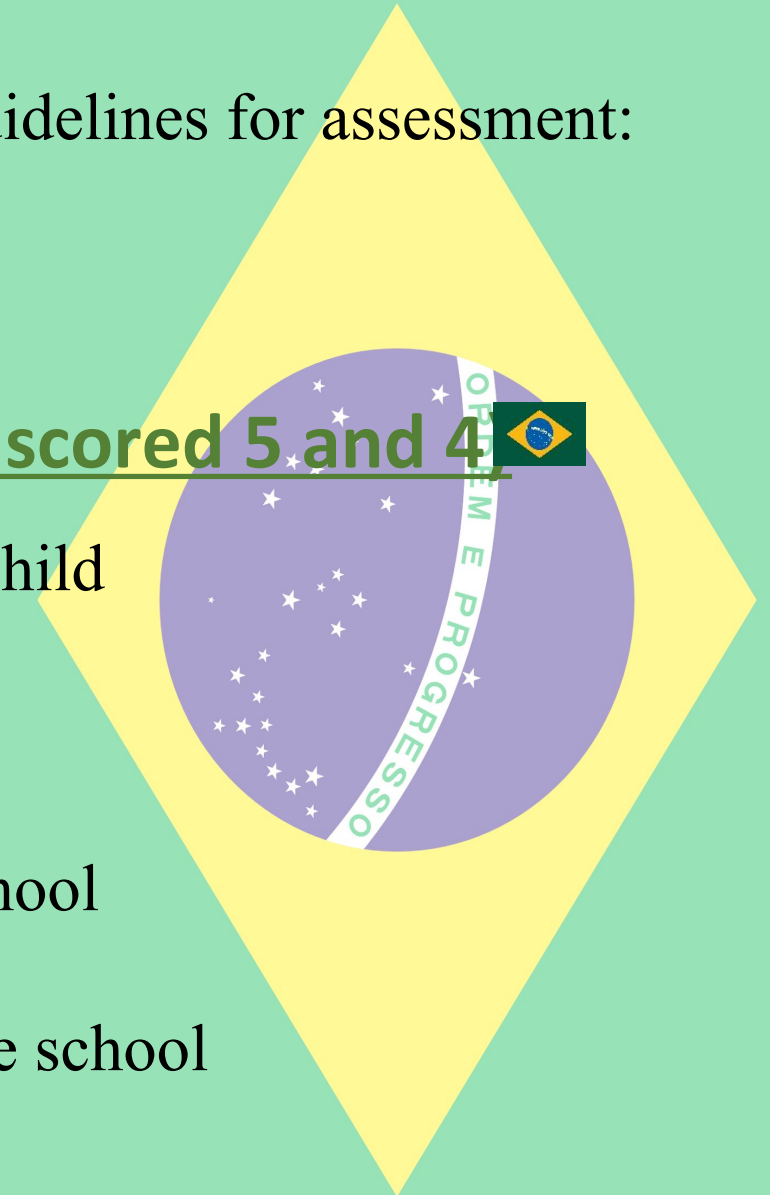 idelines for assessment:
scored 5 and 4)
ORDEM E PROGRESSO
hild
hool
e school